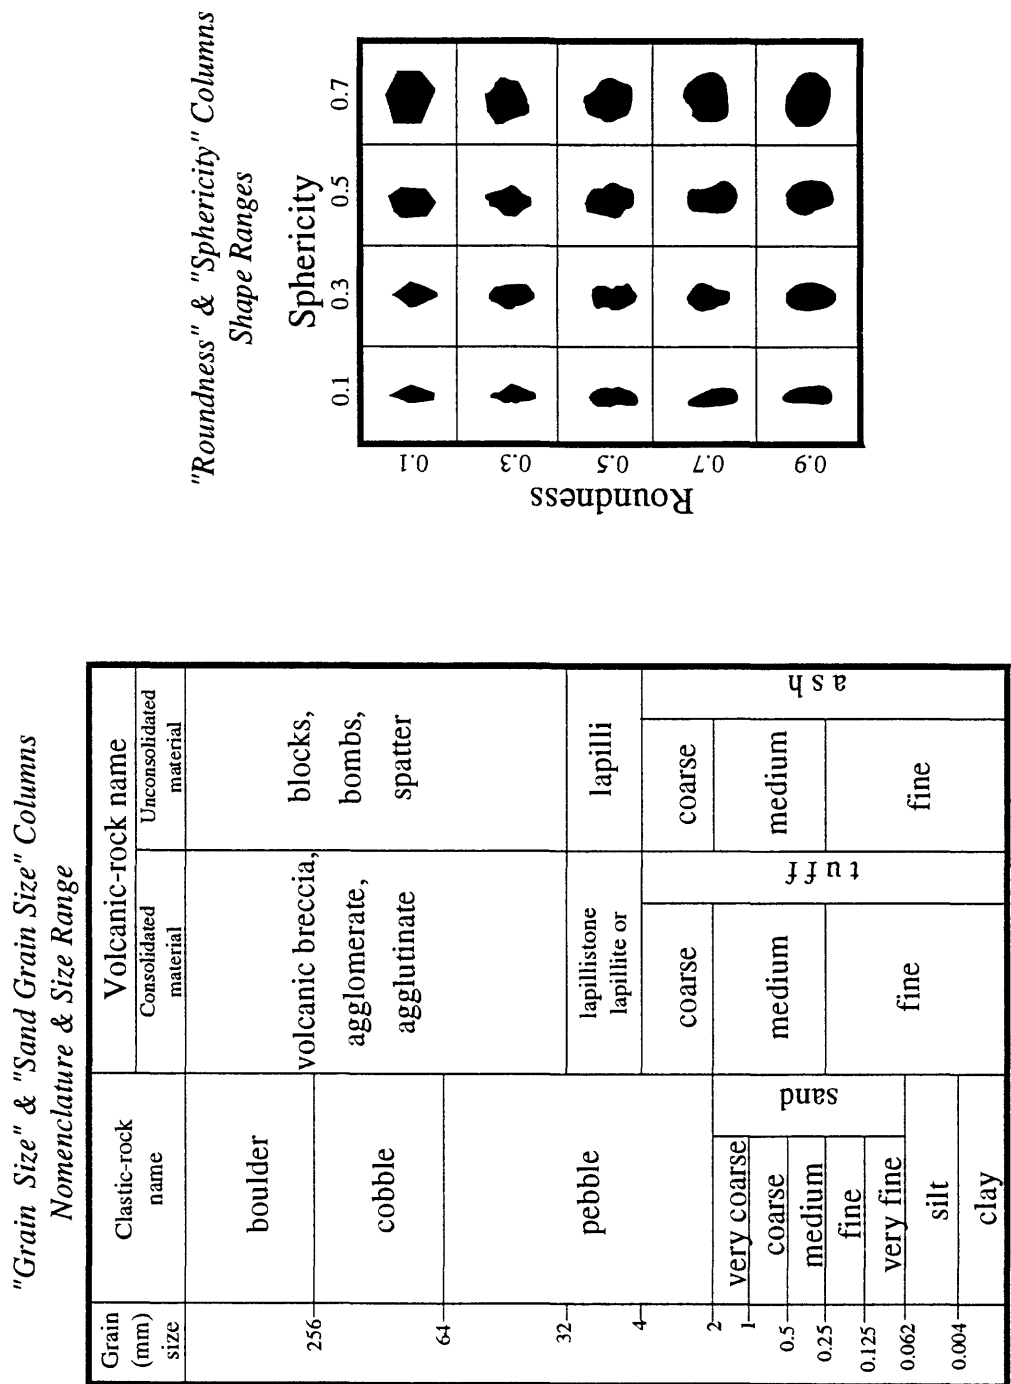 "Grain Size" & "Sand Grain Size" Columns
Nomenclature & Size Range
Grain
(mm)
size
Clastic-rock
name
Volcanic-rock name
Consolidated
material
Unconsolidated
material
256
64
32
4
2
1
0.5
0.25
0.125
0.062
0.004
boulder
cobble
pebble
very coarse
coarse
medium
fine
very fine
sand
silt
clay
volcanic breccia,
agglomerate,
agglutinate
lapillistone
lapillite or
coarse
medium
fine
tuff
blocks,
bombs,
spatter
lapilli
coarse
medium
fine
ash
"Roundness" & "Sphericity" Columns
Shape Ranges
Sphericity
0.1 0.3 0.5 0.7
Roundness
0.1
0.3
0.5
0.7
0.9